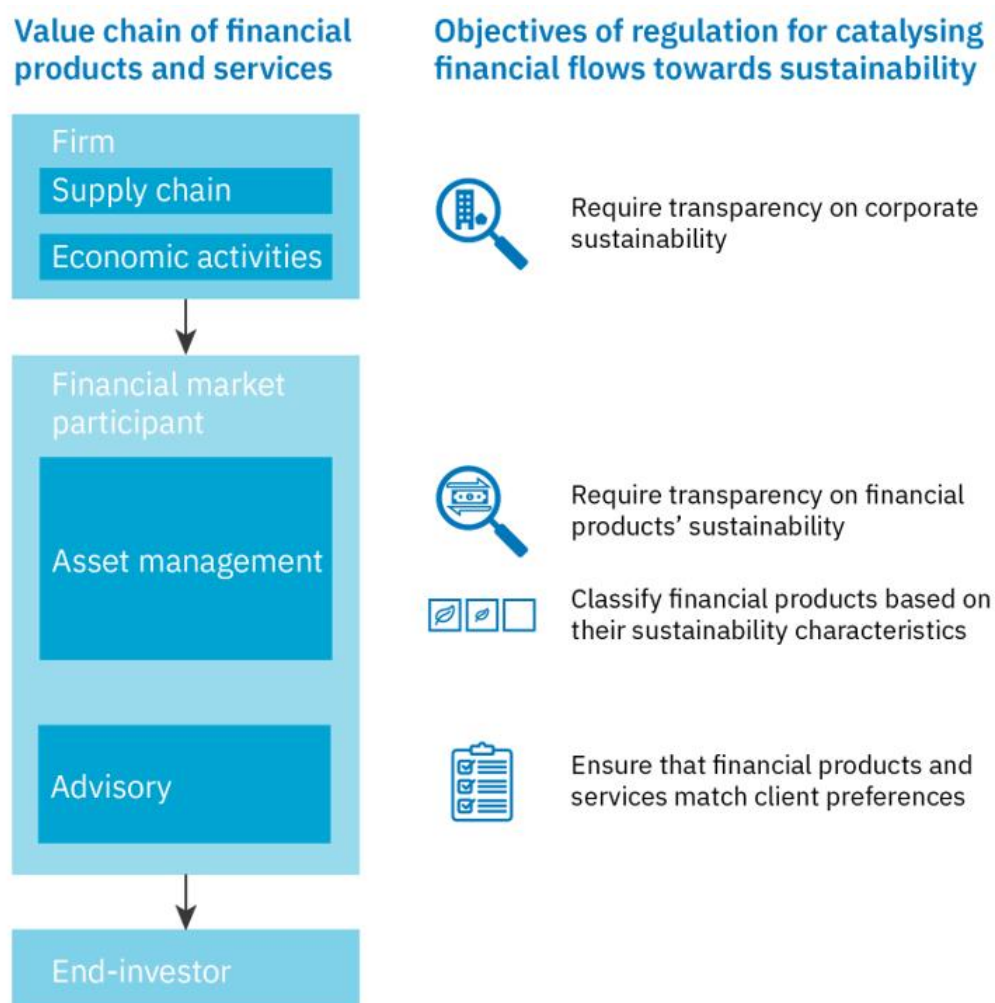 Value chain of financial
products and services
Objectives of regulation for catalysing
financial flows towards sustainability
Firm
Supply chain
Economic activities
Require transparency on corporate
sustainability
Financial market
participant
Asset management
Require transparency on financial
products’ sustainability
Classify financial products based on
their sustainability characteristics
Advisory
Ensure that financial products and
services match client preferences
End-investor